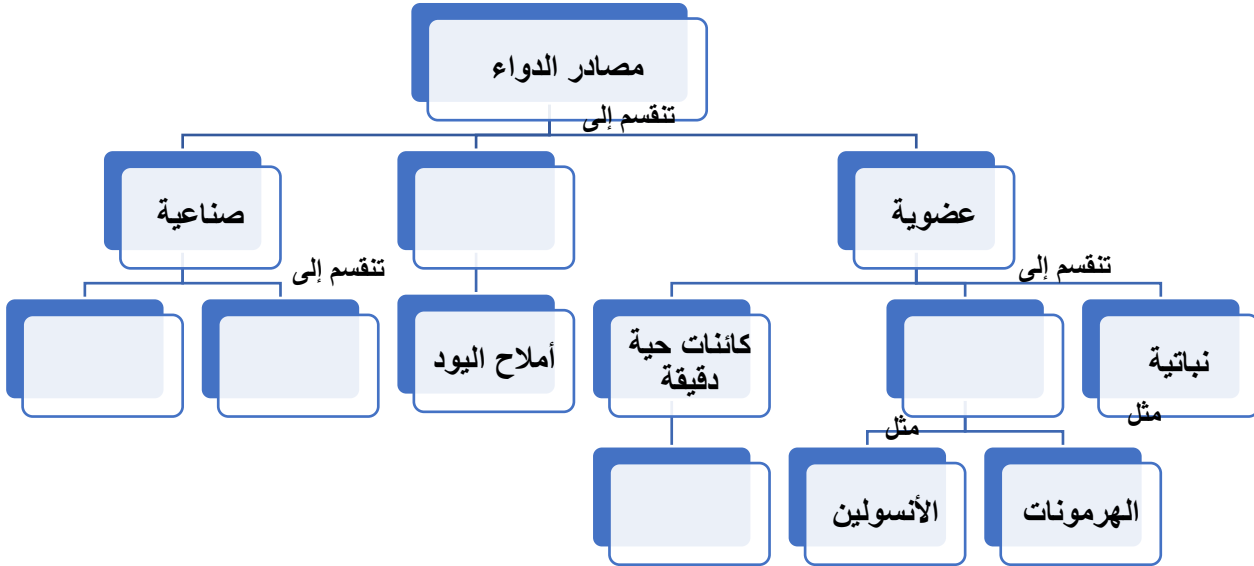 مصادر الدواء
تنقسم إلى
عضوية
صناعية
تنقسم إلى
تنقسم إلى
نباتية
كائنات حية
دقيقة
أملاح اليود
مثل
مثل
الهرمونات
الأنسولين